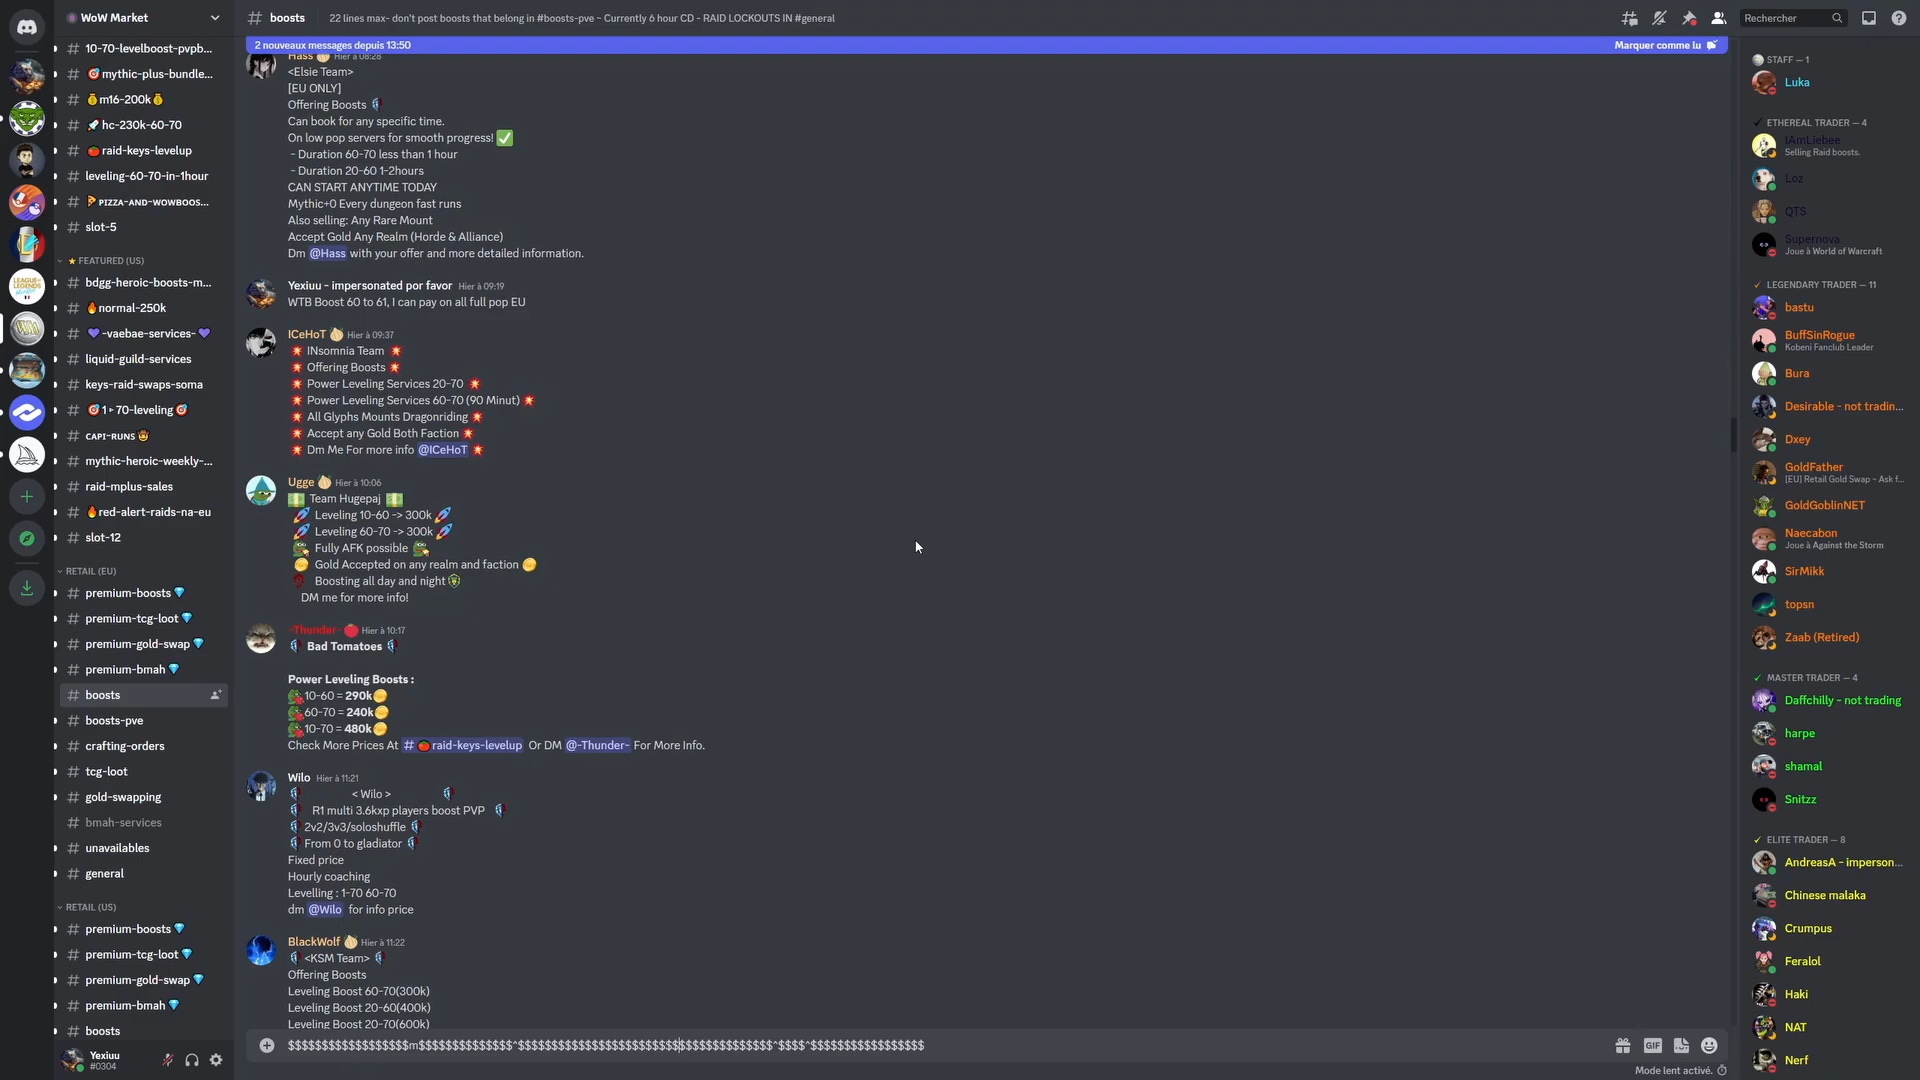 WoW Market
# 10-70-levelboost-pvpb...
# mythic-plus-bundle...
# m16-200k
# hc-230k-60-70
# raid-keys-levelup
# leveling-60-70-in-1hour
# PIZZA-AND-WOWBOOS...
# slot-5
FEATURED (US)
# bdgg-heroic-boosts-m...
# normal-250k
# -vaebae-services-
# liquid-guild-services
# keys-raid-swaps-soma
# 1▸70-leveling
# CAPI-RUNS
# mythic-heroic-weekly-...
# raid-mplus-sales
# red-alert-raids-na-eu
# slot-12
RETAIL (EU)
# premium-boosts
# premium-tcg-loot
# premium-gold-swap
# premium-bmah
# boosts
# boosts-pve
# crafting-orders
# tcg-loot
# gold-swapping
# bmah-services
# unavailables
# general
RETAIL (US)
# premium-boosts
# premium-tcg-loot
# premium-gold-swap
# premium-bmah
# boosts
Yexiuu
#0304
# boosts
22 lines max- don't post boosts that belong in #boosts-pve ~ Currently 6 hour CD - RAID LOCKOUTS IN #general
Rechercher
2 nouveaux messages depuis 13:50
Marquer comme lu
Hass Hier à 08:28
<Elsie Team>
[EU ONLY]
Offering Boosts
Can book for any specific time.
On low pop servers for smooth progress!
- Duration 60-70 less than 1 hour
- Duration 20-60 1-2hours
CAN START ANYTIME TODAY
Mythic+0 Every dungeon fast runs
Also selling: Any Rare Mount
Accept Gold Any Realm (Horde & Alliance)
Dm @Hass with your offer and more detailed information.
Yexiuu - impersonated por favor Hier à 09:19
WTB Boost 60 to 61, I can pay on all full pop EU
ICeHoT Hier à 09:37
INsomnia Team
Offering Boosts
Power Leveling Services 20-70
Power Leveling Services 60-70 (90 Minut)
All Glyphs Mounts Dragonriding
Accept any Gold Both Faction
Dm Me For more info @ICeHoT
Ugge Hier à 10:06
Team Hugepaj
Leveling 10-60 -> 300k
Leveling 60-70 -> 300k
Fully AFK possible
Gold Accepted on any realm and faction
Boosting all day and night
DM me for more info!
-Thunder- Hier à 10:17
Bad Tomatoes
Power Leveling Boosts :
10-60 = 290k
60-70 = 240k
10-70 = 480k
Check More Prices At # raid-keys-levelup Or DM @-Thunder- For More Info.
Wilo Hier à 11:21
< Wilo >
R1 multi 3.6kxp players boost PVP
2v2/3v3/soloshuffle
From 0 to gladiator
Fixed price
Hourly coaching
Levelling : 1-70 60-70
dm @Wilo for info price
BlackWolf Hier à 11:22
<KSM Team>
Offering Boosts
Leveling Boost 60-70(300k)
Leveling Boost 20-60(400k)
Leveling Boost 20-70(600k)
GIF
Mode lent activé.
STAFF — 1
Luka
ETHEREAL TRADER — 4
IAmLiebee
Selling Raid boosts.
Loz
QTS
Supernova
Joue à World of Warcraft
LEGENDARY TRADER — 11
bastu
BuffSinRogue
Kobeni Fanclub Leader
Bura
Desirable - not tradin...
Dxey
GoldFather
[EU] Retail Gold Swap ~ Ask f...
GoldGoblinNET
Naecabon
Joue à Against the Storm
SirMikk
topsn
Zaab (Retired)
MASTER TRADER — 4
Daffchilly - not trading
harpe
shamal
Snitzz
ELITE TRADER — 8
AndreasA - imperson...
Chinese malaka
Crumpus
Feralol
Haki
NAT
Nerf